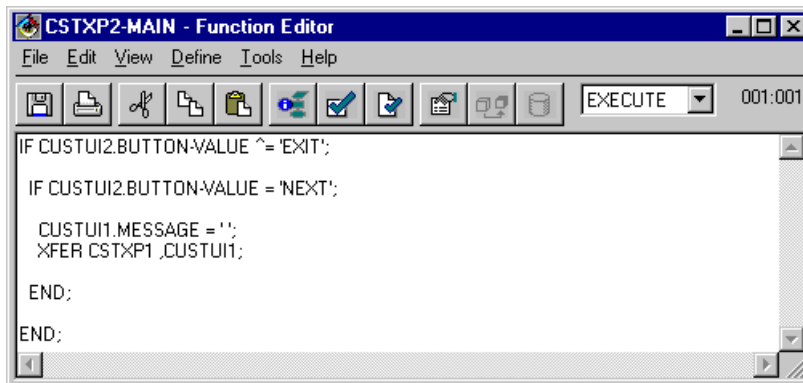 CSTXP2-MAIN - Function Editor
File Edit View Define Tools Help
EXECUTE 001:001
IF CUSTUI2.BUTTON-VALUE ^= 'EXIT';
IF CUSTUI2.BUTTON-VALUE = 'NEXT';
CUSTUI1.MESSAGE = ' ';
XFER CSTXP1 ,CUSTUI1;
END;
END;